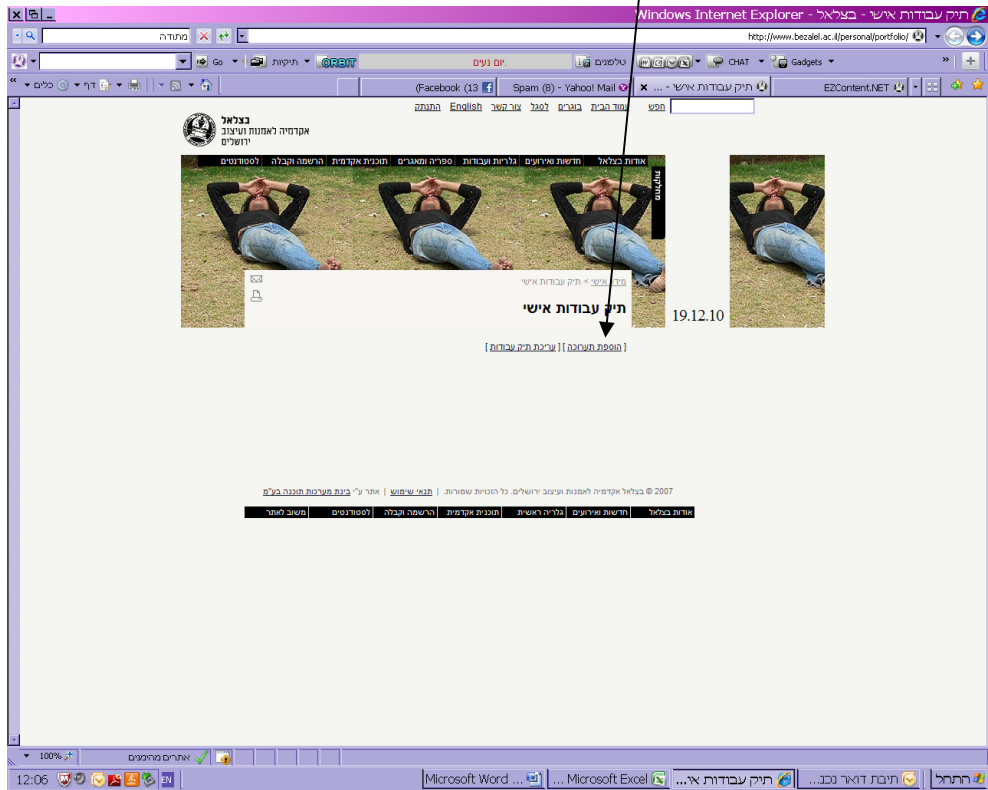 תיק עבודות אישי - בצלאל - Windows Internet Explorer
http://www.bezalel.ac.il/personal/portfolio/
מתודה
Gadgets
CHAT
טלמנים
יום נעים.
ORBIT
תיקיות
Go
EZContent.NET
תיק עבודות אישי - ...
Spam (8) - Yahoo! Mail
Facebook (13)
דף
כלים
חפש
עמוד הבית בוגרים לסגל צור קשר English התנתק
בצלאל
אקדמיה לאמנות ועיצוב
ירושלים
אודות בצלאל חדשות ואירועים גלריות ועבודות ספריה ומאגרים תוכנית אקדמית הרשמה וקבלה לסטודנטים
מחלקות
מידע אישי > תיק עבודות אישי
תיק עבודות אישי
19.12.10
[ הוספת תערוכה ] [ עריכת תיק עבודות ]
2007 © בצלאל אקדמיה לאמנות ועיצוב ירושלים. כל הזכויות שמורות. | תנאי שימוש | אתר ע"י בינת מערכות תוכנה בע"מ
אודות בצלאל חדשות ואירועים גלריה ראשית תוכנית אקדמית הרשמה וקבלה לסטודנטים משוב לאתר
אתרים מהימנים
100%
התחל
תיבת דואר נכנ...
תיק עבודות אי...
Microsoft Excel ...
Microsoft Word ...
EN
12:06